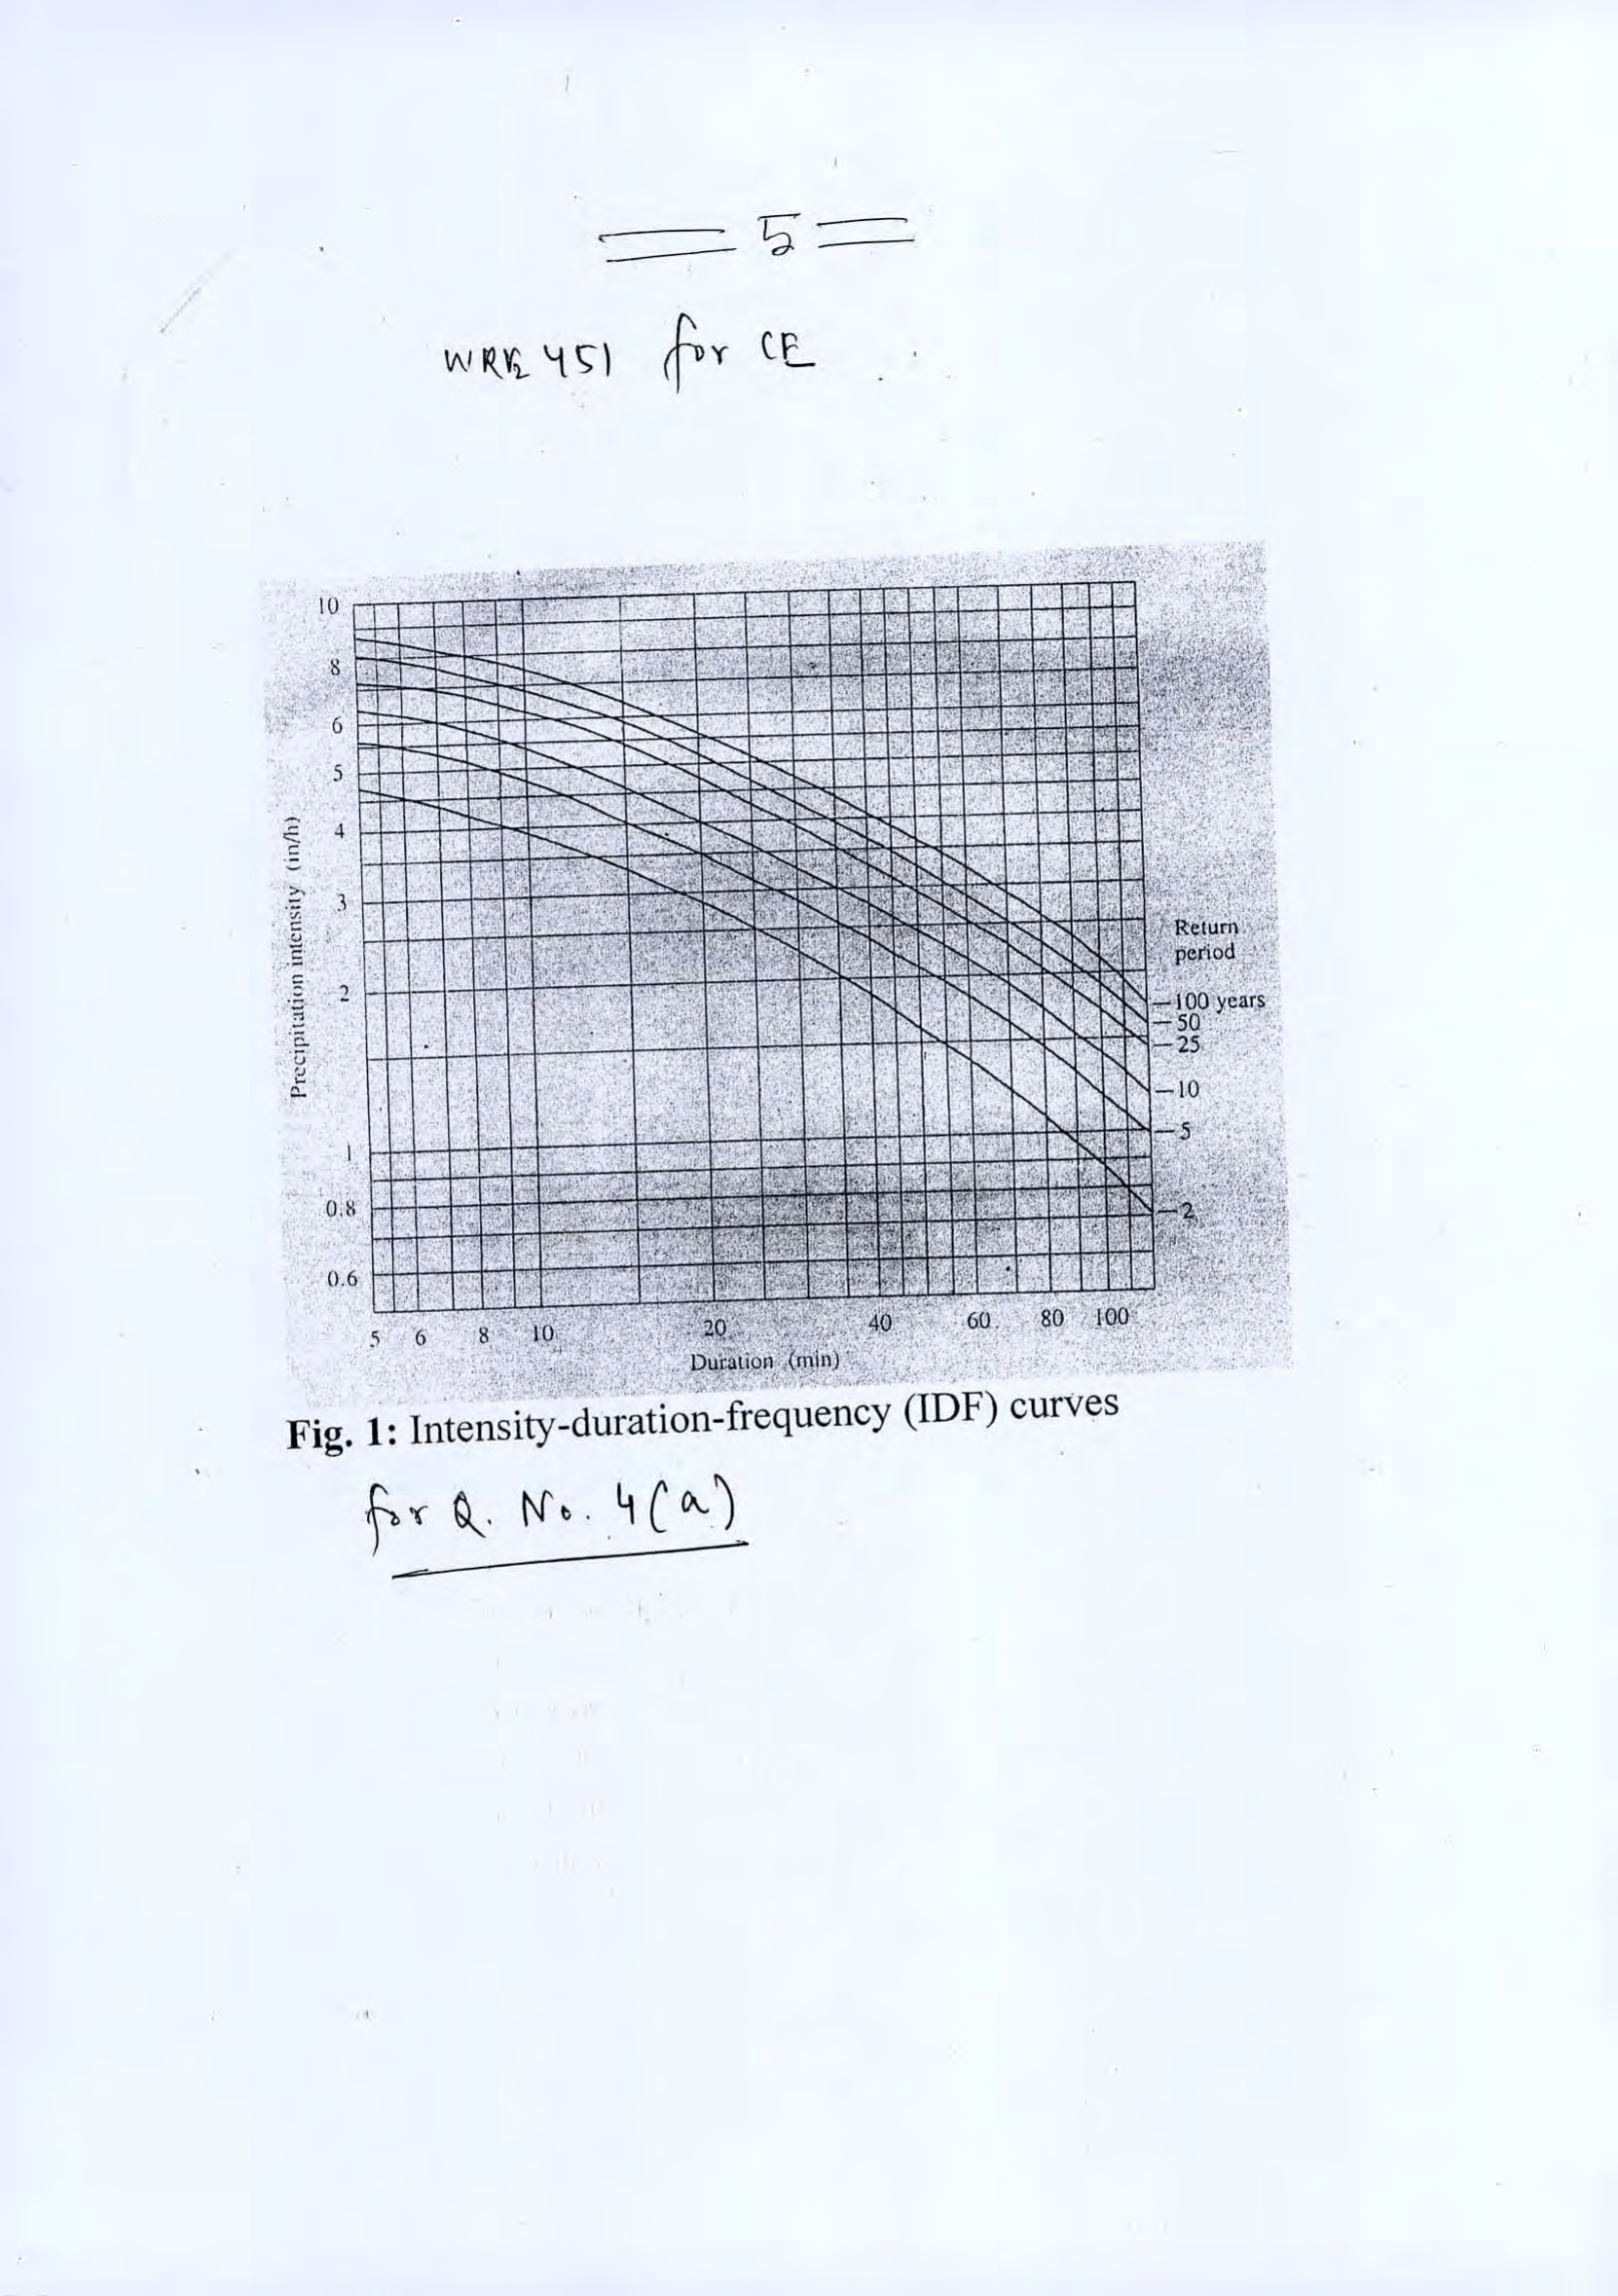 = 5 =
WRE 451 for CE
10
8
6
5
4
3
2
1
0.8
0.6
Precipitation intensity (in/h)
Return
period
100 years
50
25
10
5
2
5 6 8 10 20 40 60 80 100
Duration (min)
Fig. 1: Intensity-duration-frequency (IDF) curves
for Q. No. 4(a)